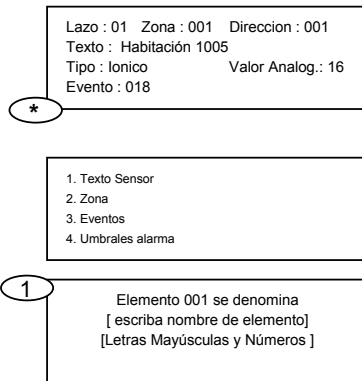 Lazo : 01 Zona : 001 Direccion : 001
Texto : Habitación 1005
Tipo : Ionico Valor Analog.: 16
Evento : 018
*
1. Texto Sensor
2. Zona
3. Eventos
4. Umbrales alarma
1
Elemento 001 se denomina
[ escriba nombre de elemento]
[Letras Mayúsculas y Números ]